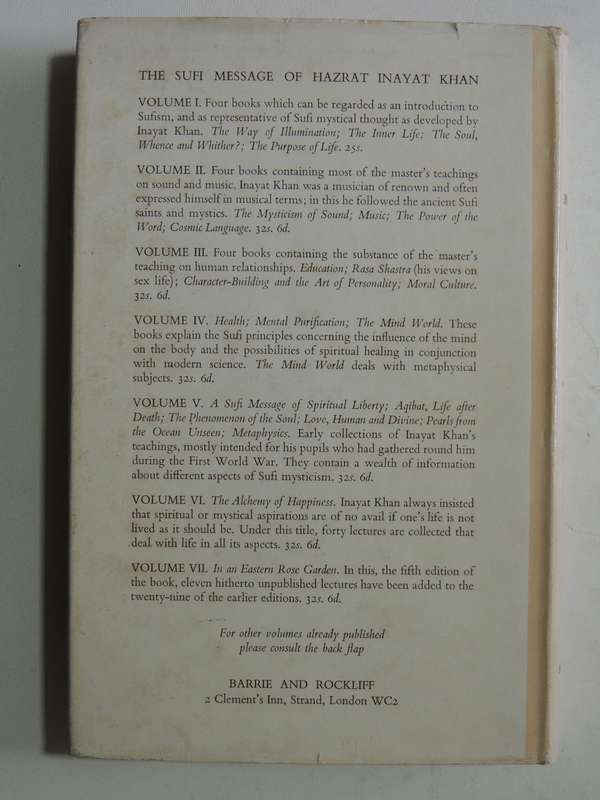 THE SUFI MESSAGE OF HAZRAT INAYAT KHAN
VOLUME I. Four books which can be regarded as an introduction to
Sufism, and as representative of Sufi mystical thought as developed by
Inayat Khan. The Way of Illumination; The Inner Life; The Soul,
Whence and Whither?; The Purpose of Life. 25s.
VOLUME II. Four books containing most of the master's teachings
on sound and music. Inayat Khan was a musician of renown and often
expressed himself in musical terms; in this he followed the ancient Sufi
saints and mystics. The Mysticism of Sound; Music; The Power of the
Word; Cosmic Language. 32s. 6d.
VOLUME III. Four books containing the substance of the master's
teaching on human relationships. Education; Rasa Shastra (his views on
sex life); Character-Building and the Art of Personality; Moral Culture.
32s. 6d.
VOLUME IV. Health; Mental Purification; The Mind World. These
books explain the Sufi principles concerning the influence of the mind
on the body and the possibilities of spiritual healing in conjunction
with modern science. The Mind World deals with metaphysical
subjects. 32s. 6d.
VOLUME V. A Sufi Message of Spiritual Liberty; Aqibat, Life after
Death; The Phenomenon of the Soul; Love, Human and Divine; Pearls from
the Ocean Unseen; Metaphysics. Early collections of Inayat Khan's
teachings, mostly intended for his pupils who had gathered round him
during the First World War. They contain a wealth of information
about different aspects of Sufi mysticism. 32s. 6d.
VOLUME VI. The Alchemy of Happiness. Inayat Khan always insisted
that spiritual or mystical aspirations are of no avail if one's life is not
lived as it should be. Under this title, forty lectures are collected that
deal with life in all its aspects. 32s. 6d.
VOLUME VII. In an Eastern Rose Garden. In this, the fifth edition of
the book, eleven hitherto unpublished lectures have been added to the
twenty-nine of the earlier editions. 32s. 6d.
For other volumes already published
please consult the back flap
BARRIE AND ROCKLIFF
2 Clement's Inn, Strand, London WC2